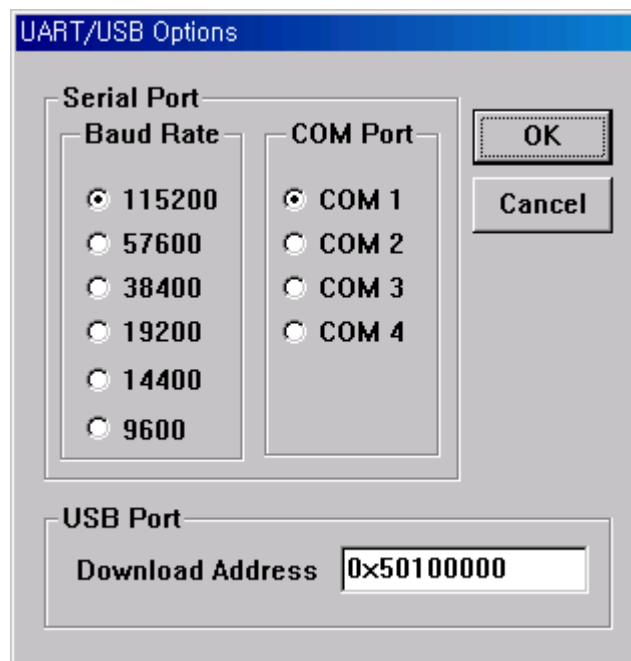 UART/USB Options
Serial Port
Baud Rate
115200
57600
38400
19200
14400
9600
COM Port
COM 1
COM 2
COM 3
COM 4
OK
Cancel
USB Port
Download Address 0x50100000